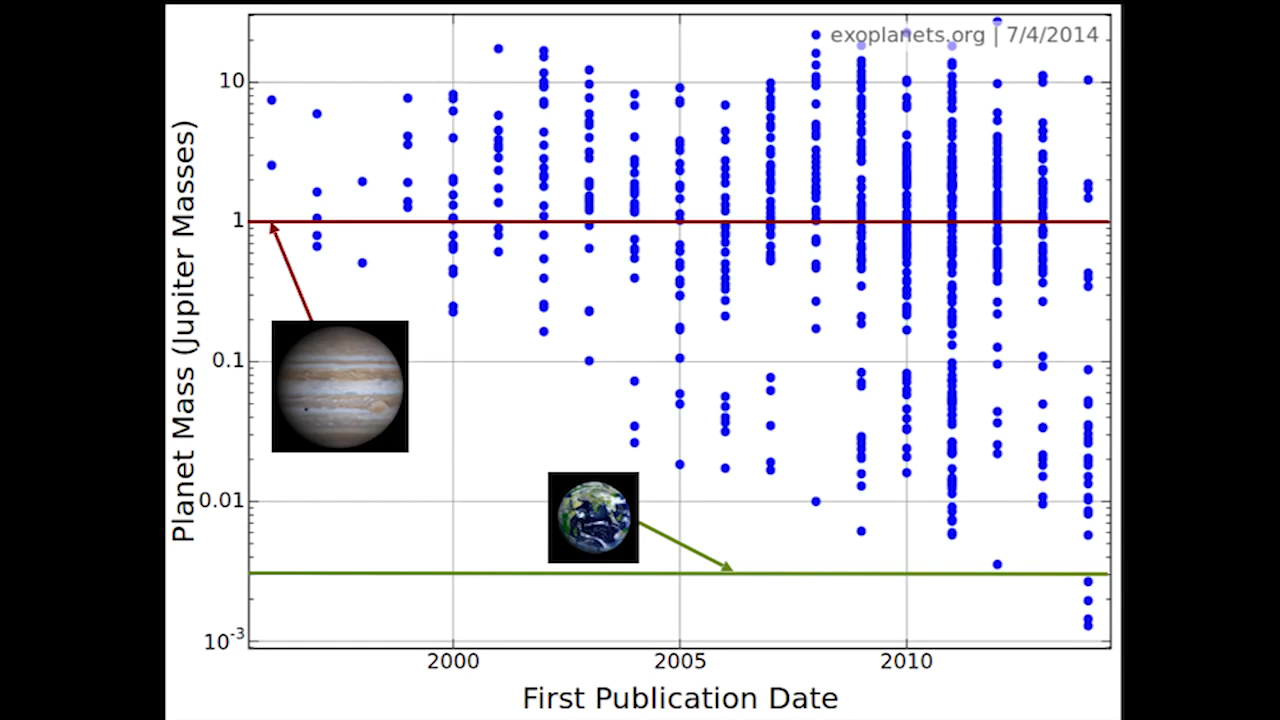 exoplanets.org | 7/4/2014
Planet Mass (Jupiter Masses)
10
1
0.1
0.01
10-3
2000
2005
2010
First Publication Date